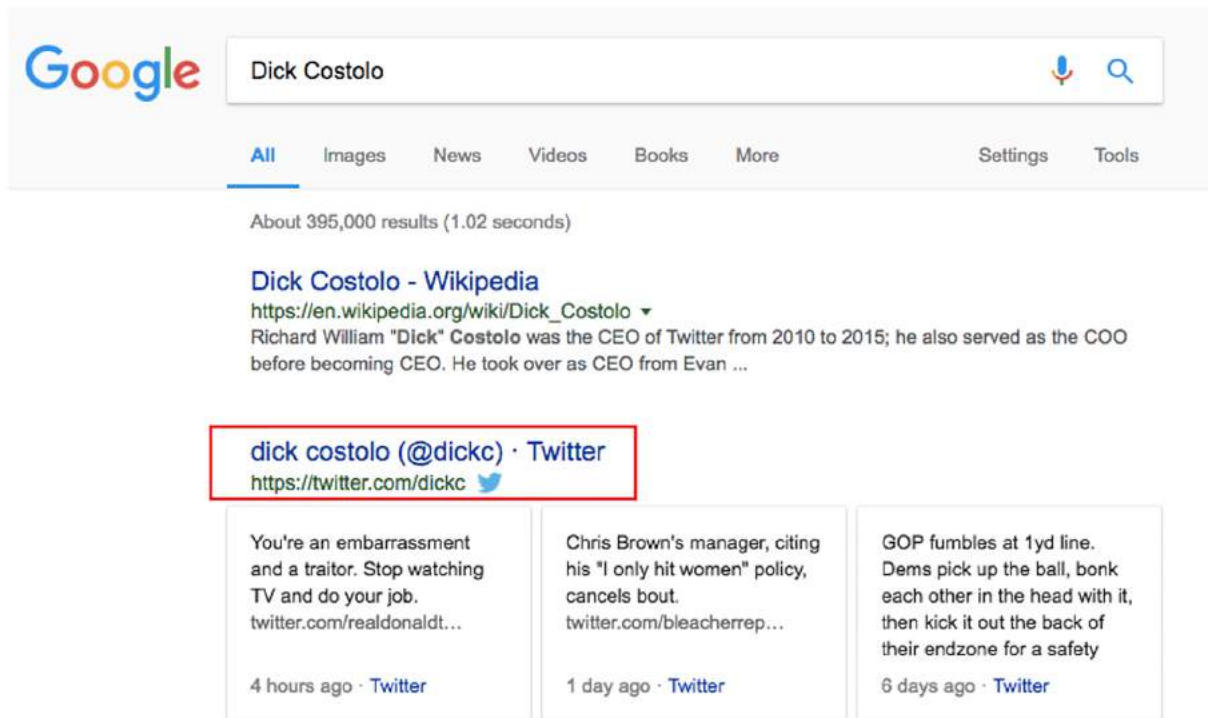 Google
Dick Costolo
All Images News Videos Books More Settings Tools
About 395,000 results (1.02 seconds)
Dick Costolo - Wikipedia
https://en.wikipedia.org/wiki/Dick_Costolo
Richard William "Dick" Costolo was the CEO of Twitter from 2010 to 2015; he also served as the COO
before becoming CEO. He took over as CEO from Evan ...
dick costolo (@dickc) · Twitter
https://twitter.com/dickc
You're an embarrassment
and a traitor. Stop watching
TV and do your job.
twitter.com/realdonaldt...
4 hours ago · Twitter
Chris Brown's manager, citing
his "I only hit women" policy,
cancels bout.
twitter.com/bleacherrep...
1 day ago · Twitter
GOP fumbles at 1yd line.
Dems pick up the ball, bonk
each other in the head with it,
then kick it out the back of
their endzone for a safety
6 days ago · Twitter